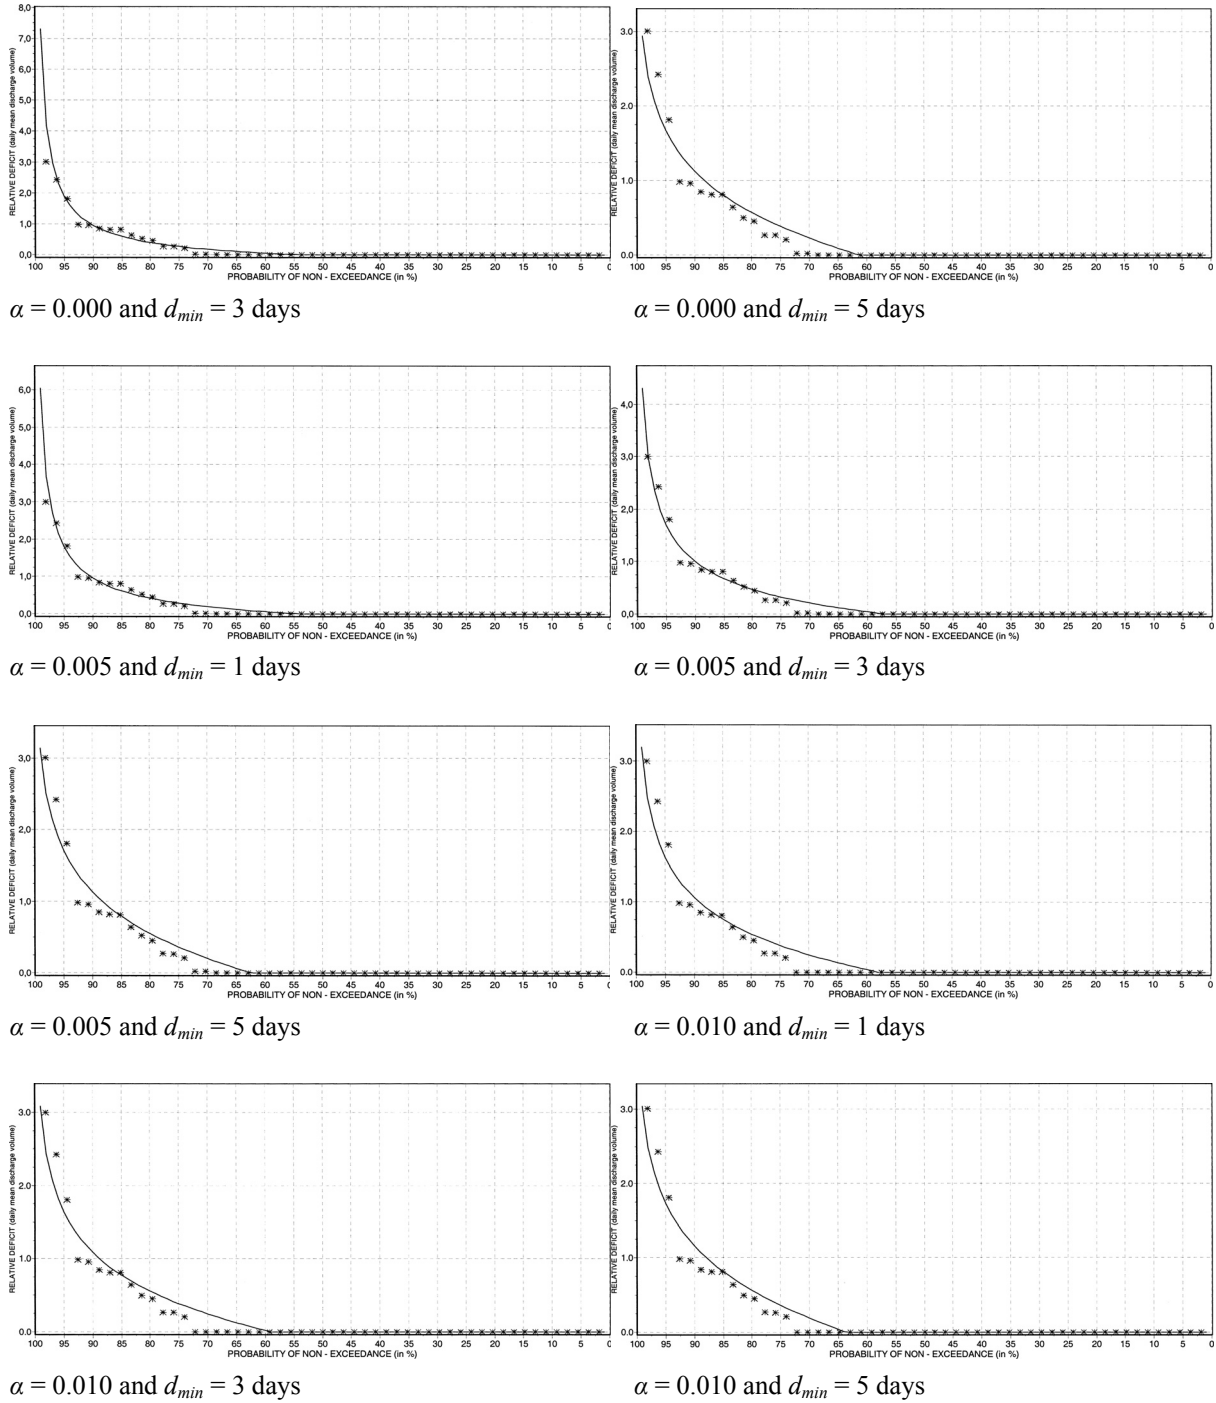 8,0
7,0
6,0
5,0
4,0
3,0
2,0
1,0
0,0
RELATIVE DEFICIT (daily mean discharge volume)
100 95 90 85 80 75 70 65 60 55 50 45 40 35 30 25 20 15 10 5 0
PROBABILITY OF NON - EXCEEDANCE (in %)
α = 0.000 and dmin = 3 days
3.0
2.0
1.0
0.0
RELATIVE DEFICIT (daily mean discharge volume)
100 95 90 85 80 75 70 65 60 55 50 45 40 35 30 25 20 15 10 5 0
PROBABILITY OF NON - EXCEEDANCE (in %)
α = 0.000 and dmin = 5 days
6,0
5,0
4,0
3,0
2,0
1,0
0,0
RELATIVE DEFICIT (daily mean discharge volume)
100 95 90 85 80 75 70 65 60 55 50 45 40 35 30 25 20 15 10 5 0
PROBABILITY OF NON - EXCEEDANCE (in %)
α = 0.005 and dmin = 1 days
4,0
3,0
2,0
1,0
0,0
RELATIVE DEFICIT (daily mean discharge volume)
100 95 90 85 80 75 70 65 60 55 50 45 40 35 30 25 20 15 10 5 0
PROBABILITY OF NON - EXCEEDANCE (in %)
α = 0.005 and dmin = 3 days
3,0
2,0
1,0
0,0
RELATIVE DEFICIT (daily mean discharge volume)
100 95 90 85 80 75 70 65 60 55 50 45 40 35 30 25 20 15 10 5
PROBABILITY OF NON - EXCEEDANCE (in %)
α = 0.005 and dmin = 5 days
3.0
2.0
1.0
0.0
RELATIVE DEFICIT (daily mean discharge volume)
100 95 90 85 80 75 70 65 60 55 50 45 40 35 30 25 20 15 10 5 0
PROBABILITY OF NON - EXCEEDANCE (in %)
α = 0.010 and dmin = 1 days
3.0
2.0
1.0
0.0
RELATIVE DEFICIT (daily mean discharge volume)
100 95 90 85 80 75 70 65 60 55 50 45 40 35 30 25 20 15 10 5
PROBABILITY OF NON - EXCEEDANCE (in %)
α = 0.010 and dmin = 3 days
3.0
2.0
1.0
0.0
RELATIVE DEFICIT (daily mean discharge volume)
100 95 90 85 80 75 70 65 60 55 50 45 40 35 30 25 20 15 10 5 0
PROBABILITY OF NON - EXCEEDANCE (in %)
α = 0.010 and dmin = 5 days